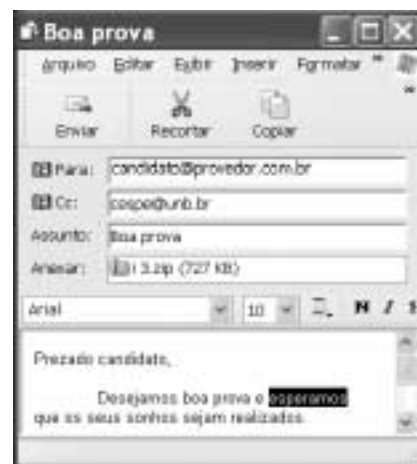 Boa prova
Arquivo Editar Exibir Inserir Formatar »
Enviar Recortar Copiar »
Para: candidato@provedor.com.br
Cc: cespe@unb.br
Assunto: Boa prova
Anexar: i 3.zip (727 KB)
Arial 10 N I S
Prezado candidato,
Desejamos boa prova e esperamos
que os seus sonhos sejam realizados.